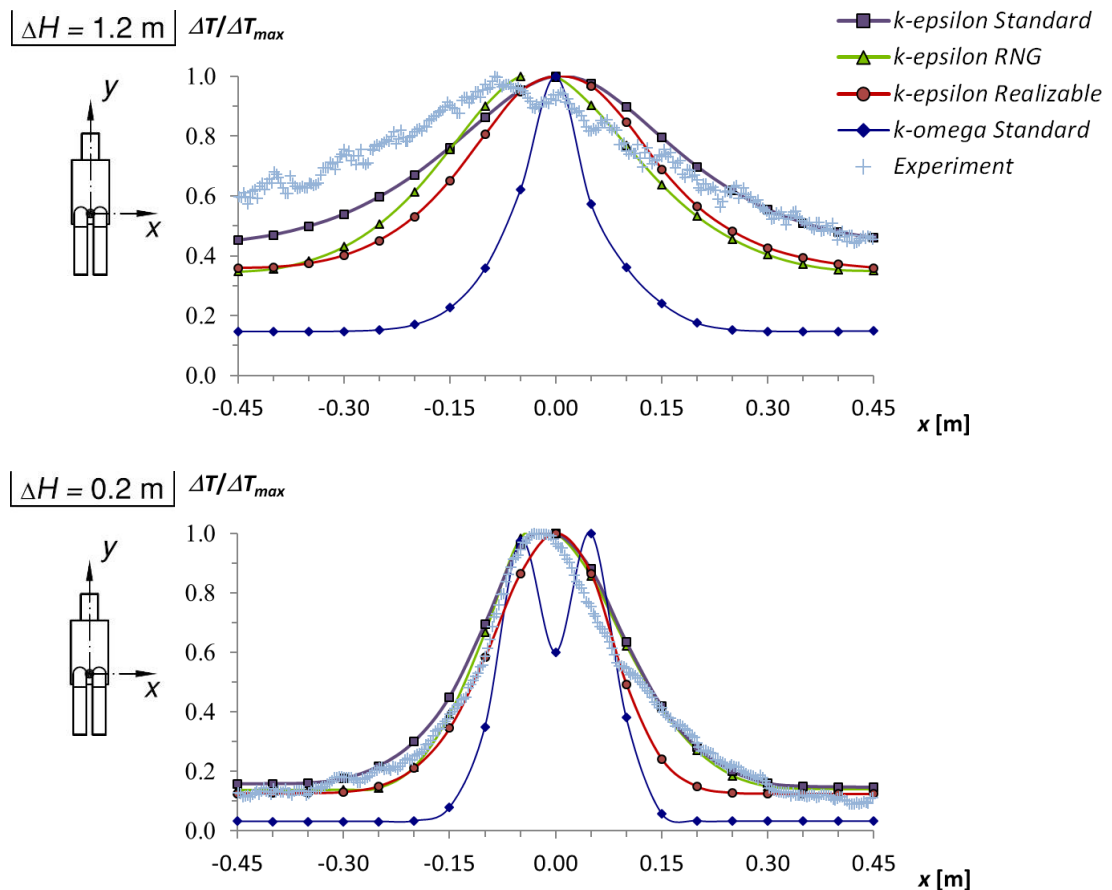 ΔH = 1.2 m
ΔT/ΔT_max
k-epsilon Standard
k-epsilon RNG
k-epsilon Realizable
k-omega Standard
Experiment
y
x
1.0
0.8
0.6
0.4
0.2
0.0
-0.45 -0.30 -0.15 0.00 0.15 0.30 0.45
x [m]
ΔH = 0.2 m
ΔT/ΔT_max
y
x
1.0
0.8
0.6
0.4
0.2
0.0
-0.45 -0.30 -0.15 0.00 0.15 0.30 0.45
x [m]